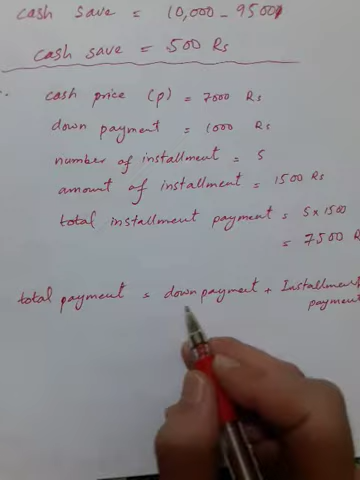 cash save = 10,000 - 9500
cash save = 500 Rs
cash price (p) = 7000 Rs
down payment = 1000 Rs
number of installment = 5
amount of installment = 1500 Rs
total installment payment = 5 x 1500
= 7500 R
total payment = down payment + Installment
payment